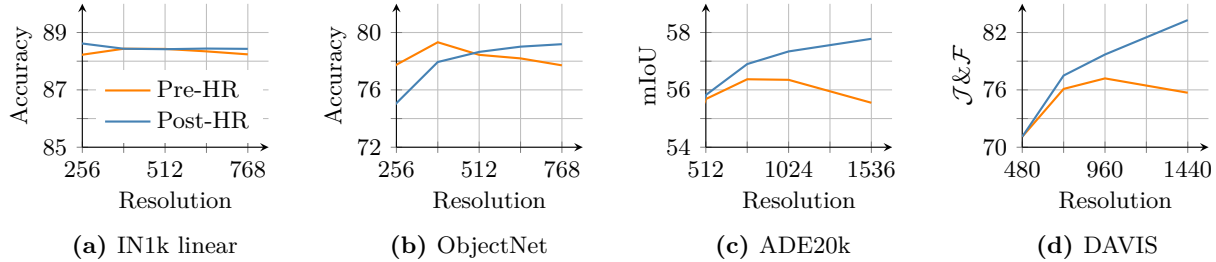 Accuracy
89
87
85
256
512
768
Resolution
Pre-HR
Post-HR
(a) IN1k linear
Accuracy
80
76
72
256
512
768
Resolution
(b) ObjectNet
mIoU
58
56
54
512
1024
1536
Resolution
(c) ADE20k
𝒥&ℱ
82
76
70
480
960
1440
Resolution
(d) DAVIS